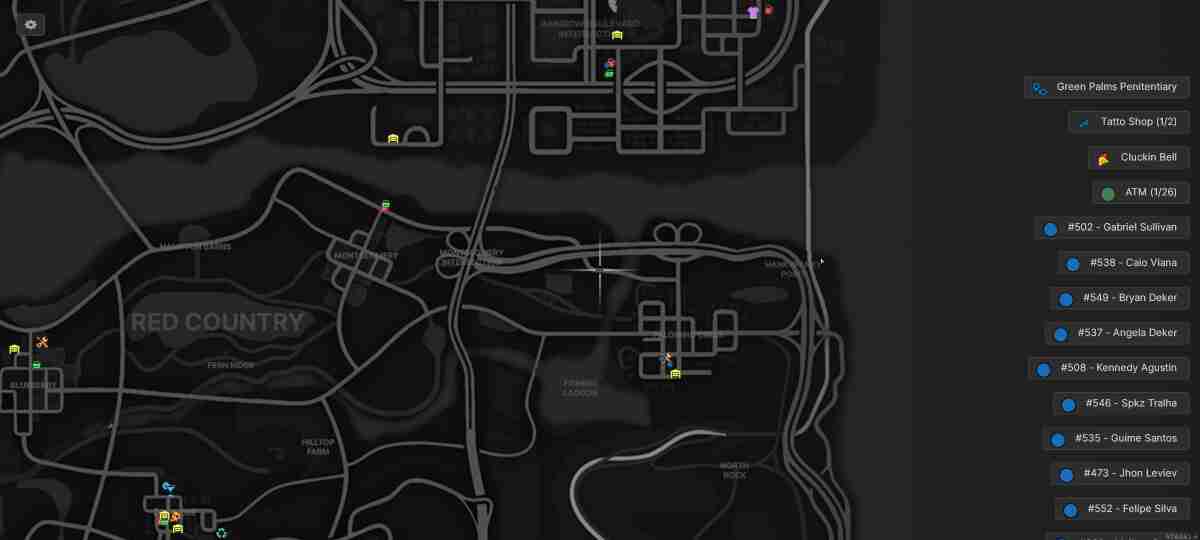 Green Palms Penitentiary
Tatto Shop (1/2)
Cluckin Bell
ATM (1/26)
#502 - Gabriel Sullivan
#538 - Caio Viana
#549 - Bryan Deker
#537 - Angela Deker
#508 - Kennedy Agustin
#546 - Spkz Tralha
#535 - Guime Santos
#473 - Jhon Leviev
#552 - Felipe Silva
MONTGOMERY
MONTGOMERY
RED COUNTRY
FERN RIDGE
BLUEBERRY
FISHERS
LAGOON
HILLTOP
FARM
NORTH
ROCK